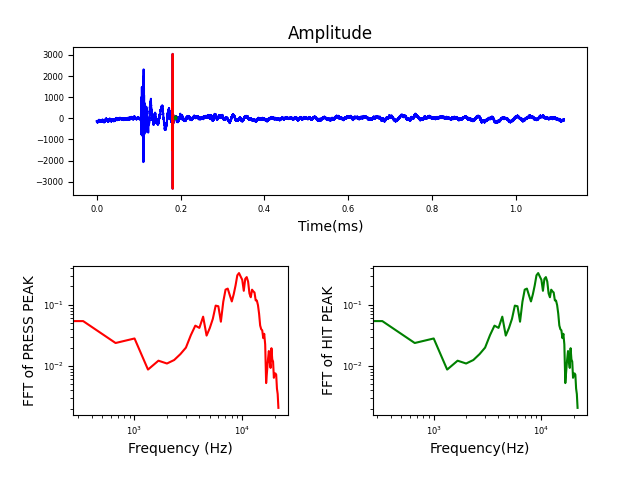 Amplitude
3000
2000
1000
0
−1000
−2000
−3000
0.0 0.2 0.4 0.6 0.8 1.0
Time(ms)
FFT of PRESS PEAK
10⁻¹
10⁻²
10³ 10⁴
Frequency (Hz)
FFT of HIT PEAK
10⁻¹
10⁻²
10³ 10⁴
Frequency(Hz)